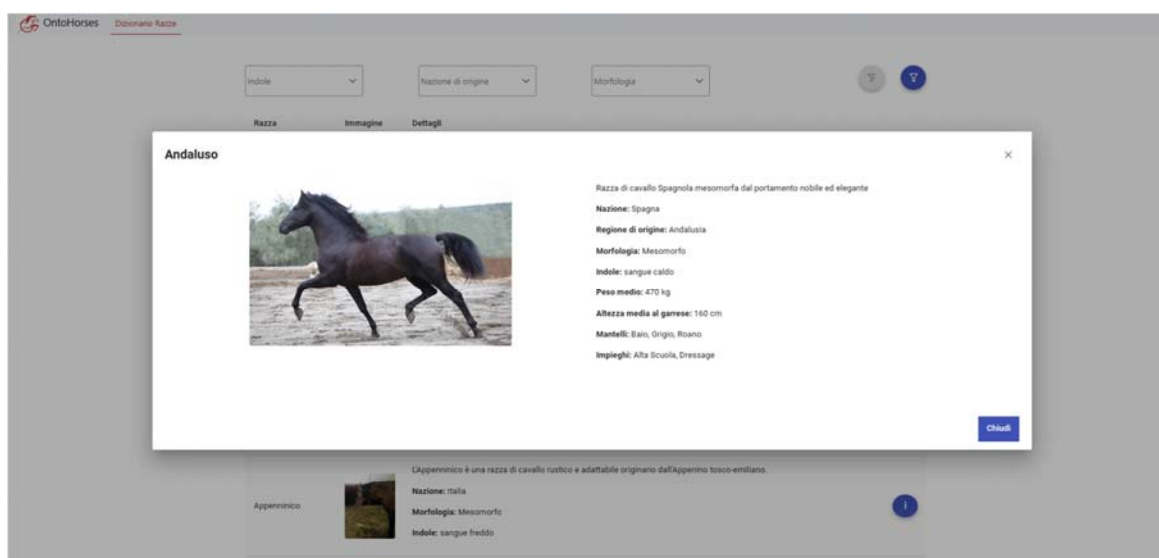 OntoHorses Dizionario Razze
Indole Nazione di origine Morfologia
Razza Immagine Dettagli
Andaluso ×
Razza di cavallo Spagnola mesomorfa dal portamento nobile ed elegante
Nazione: Spagna
Regione di origine: Andalusia
Morfologia: Mesomorfo
Indole: sangue caldo
Peso medio: 470 kg
Altezza media al garrese: 160 cm
Mantelli: Baio, Grigio, Roano
Impieghi: Alta Scuola, Dressage
Chiudi
L'Appenninico è una razza di cavallo rustico e adattabile originario dall'Appenino tosco-emiliano.
Nazione: Italia
Appenninico
Morfologia: Mesomorfo
i
Indole: sangue freddo